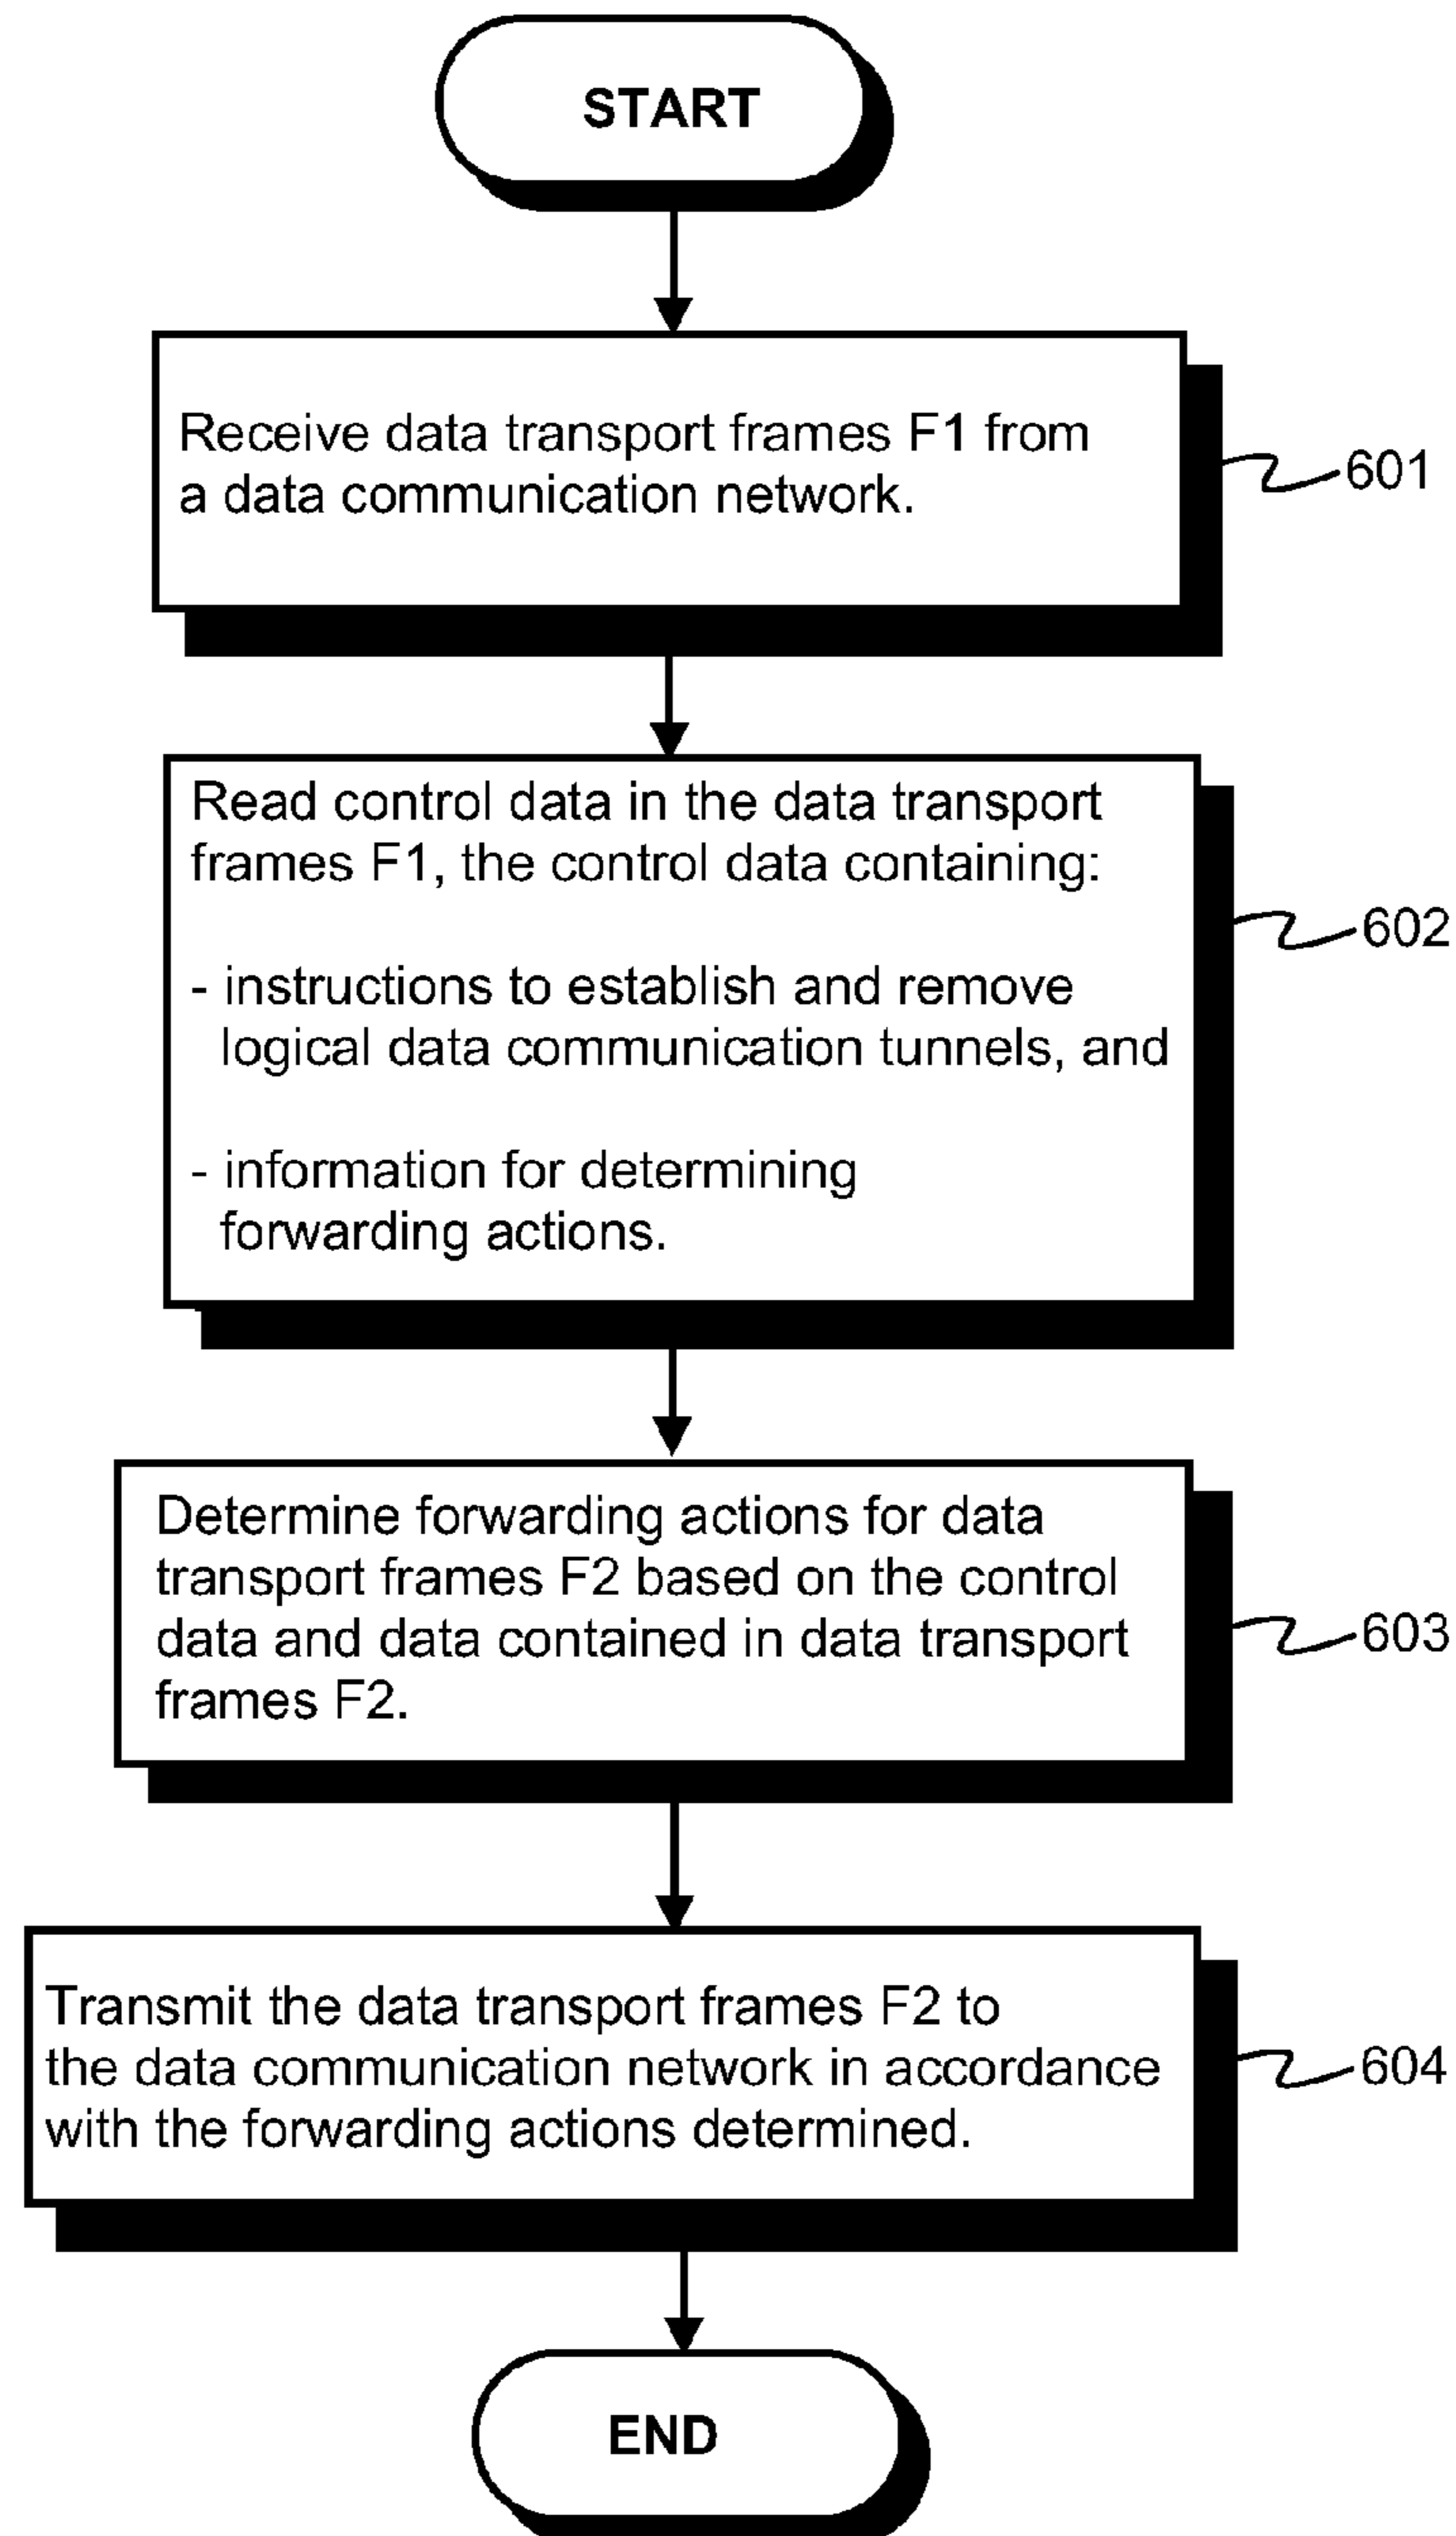 START
Receive data transport frames F1 from
a data communication network.
601
Read control data in the data transport
frames F1, the control data containing:
602
- instructions to establish and remove
logical data communication tunnels, and
- information for determining
forwarding actions.
Determine forwarding actions for data
transport frames F2 based on the control
data and data contained in data transport
frames F2.
603
Transmit the data transport frames F2 to
the data communication network in accordance
with the forwarding actions determined.
604
END